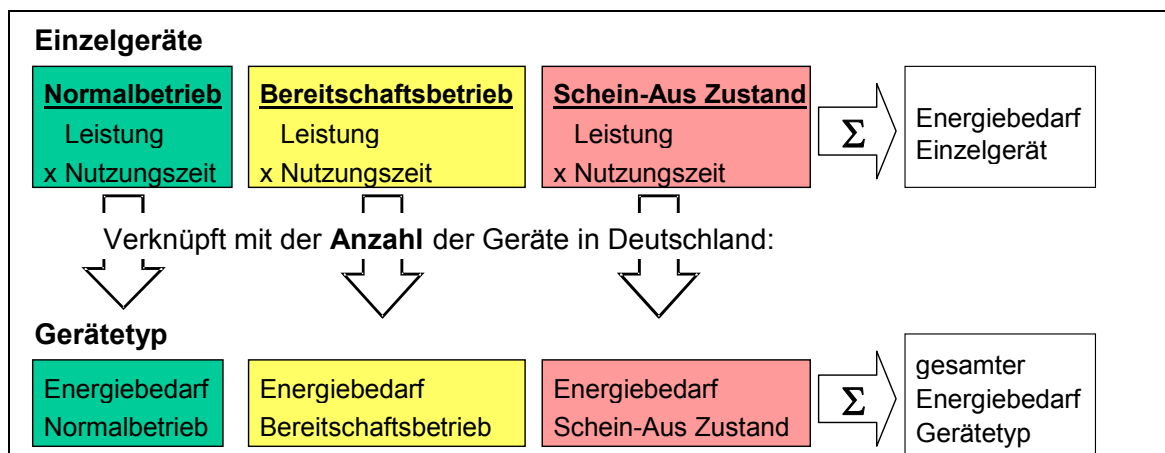 Einzelgeräte
Normalbetrieb
Leistung
x Nutzungszeit
Bereitschaftsbetrieb
Leistung
x Nutzungszeit
Schein-Aus Zustand
Leistung
x Nutzungszeit
Σ
Energiebedarf
Einzelgerät
Verknüpft mit der Anzahl der Geräte in Deutschland:
Gerätetyp
Energiebedarf
Normalbetrieb
Energiebedarf
Bereitschaftsbetrieb
Energiebedarf
Schein-Aus Zustand
Σ
gesamter
Energiebedarf
Gerätetyp